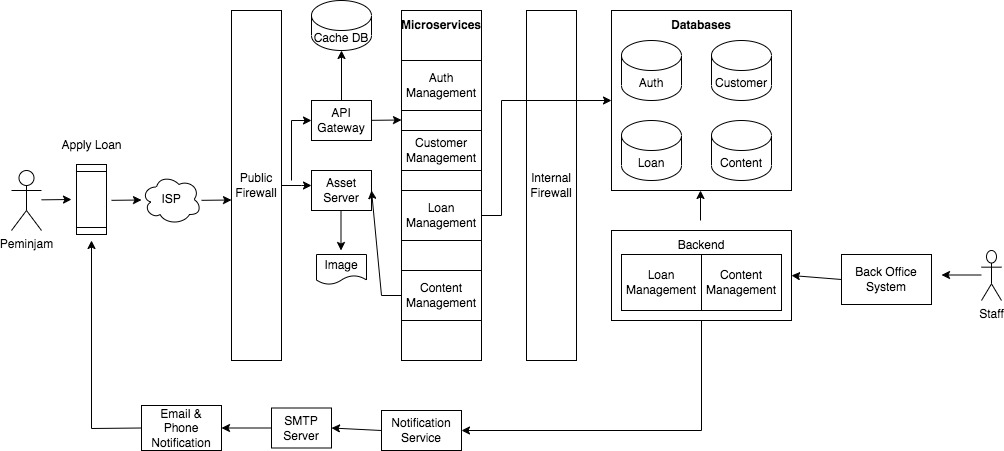 Microservices
Databases
Cache DB
Auth
Management
Auth
Customer
API
Gateway
Apply Loan
Customer
Management
Loan
Content
Public
Firewall
Asset
Server
Internal
Firewall
ISP
Peminjam
Loan
Management
Image
Content
Management
Backend
Loan
Management
Content
Management
Back Office
System
Staff
Email &
Phone
Notification
SMTP
Server
Notification
Service